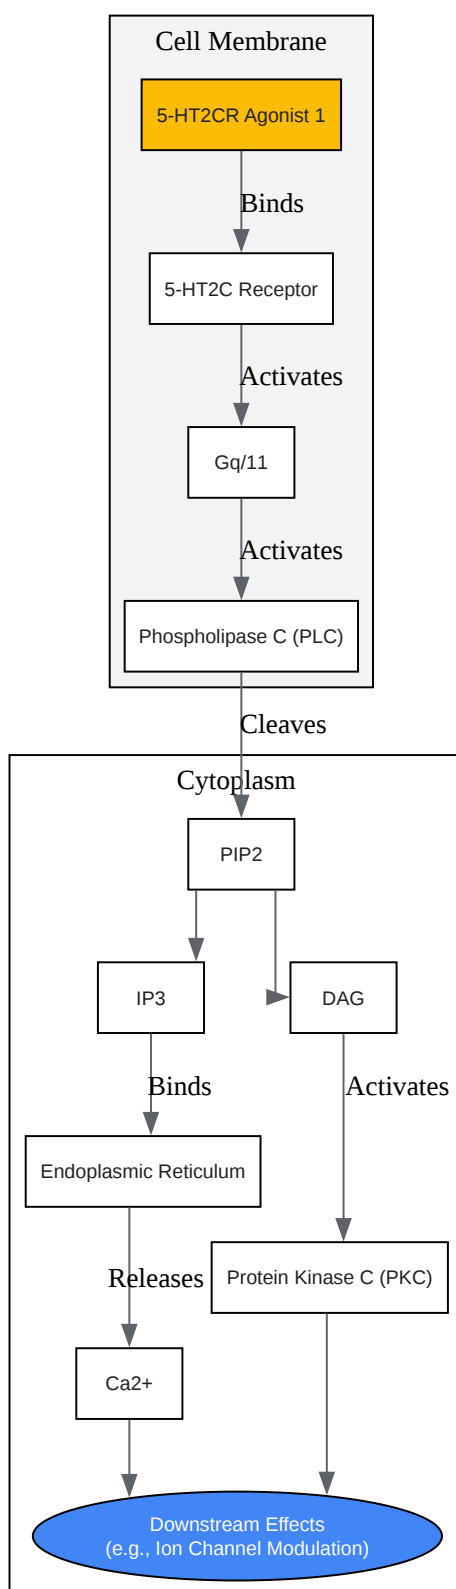 Cell Membrane
5-HT2CR Agonist 1
Binds
5-HT2C Receptor
Activates
Gq/11
Activates
Phospholipase C (PLC)
Cleaves
Cytoplasm
PIP2
IP3
DAG
Binds
Activates
Endoplasmic Reticulum
Releases
Protein Kinase C (PKC)
Ca2+
Downstream Effects
(e.g., Ion Channel Modulation)